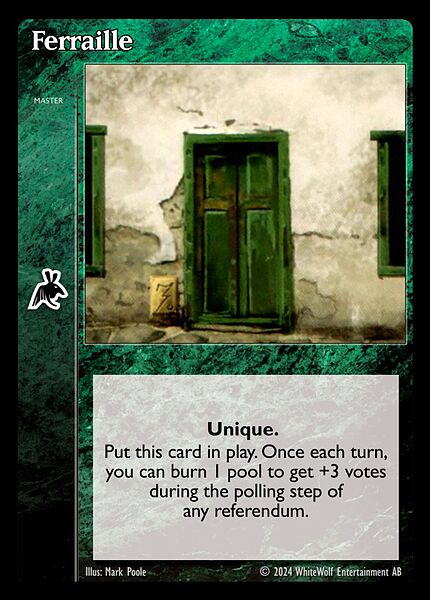 Ferraille
MASTER
Unique.
Put this card in play. Once each turn,
you can burn 1 pool to get +3 votes
during the polling step of
any referendum.
Illus: Mark Poole
© 2024 WhiteWolf Entertainment AB